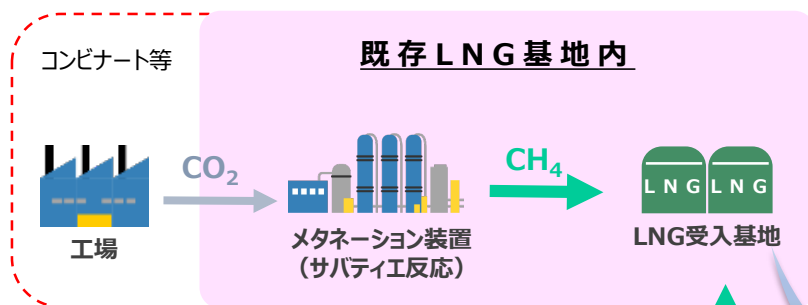 コンビナート等
既存LNG基地内
CO₂
CH₄
LNG LNG
工場
メタネーション装置
(サバティエ反応)
LNG受入基地